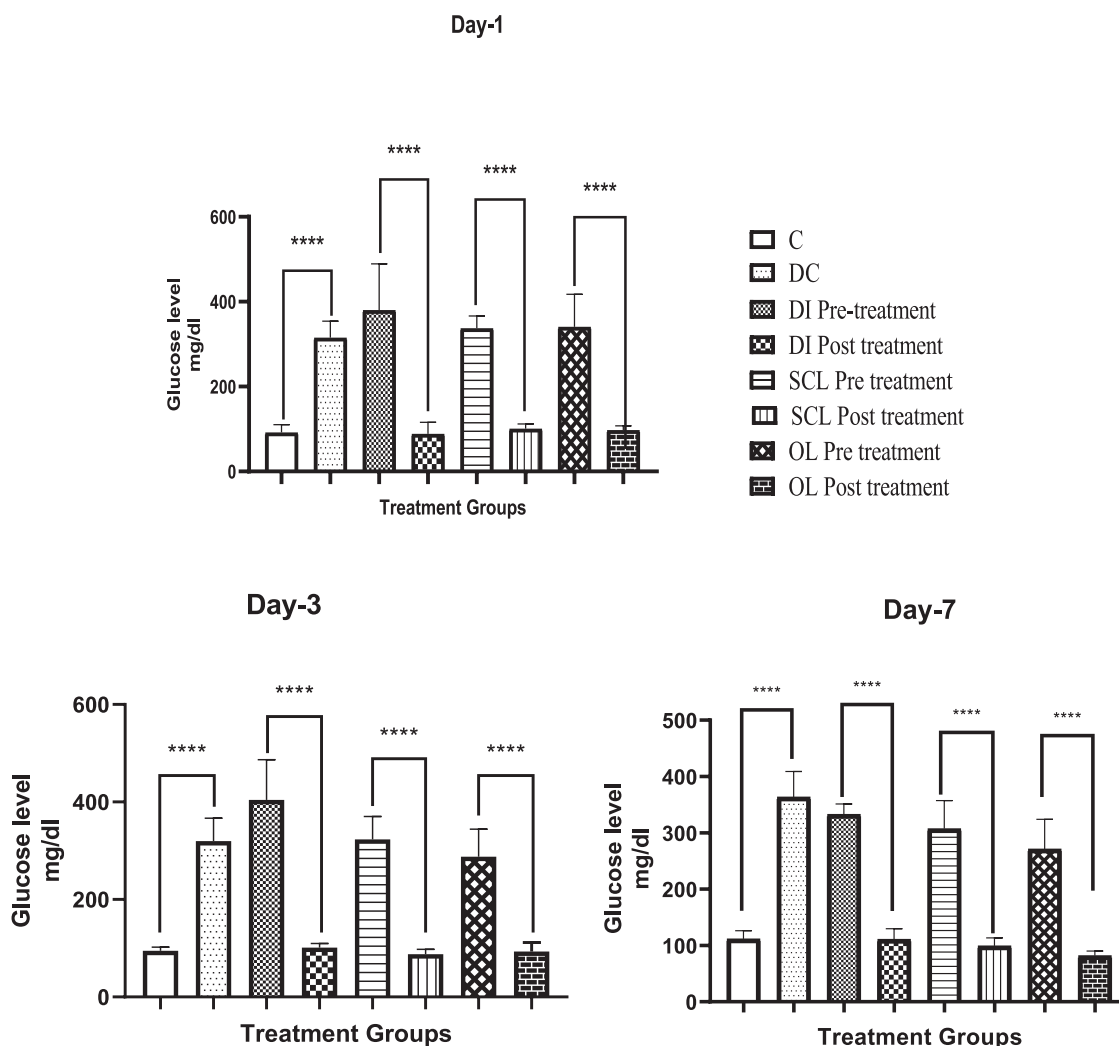 Day-1
****
****
****
****
600
400
200
0
Glucose level
mg/dl
Treatment Groups
C
DC
DI Pre-treatment
DI Post treatment
SCL Pre treatment
SCL Post treatment
OL Pre treatment
OL Post treatment
Day-3
****
****
****
****
600
400
200
0
Glucose level
mg/dl
Treatment Groups
Day-7
****
****
****
****
500
400
300
200
100
0
Glucose level
mg/dl
Treatment Groups